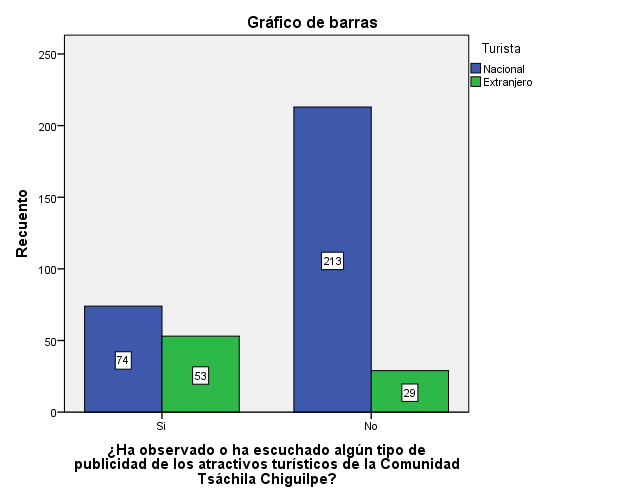 Gráfico de barras
Turista
Nacional
Extranjero
Recuento
250
200
150
100
50
0
74
53
213
29
Si
No
¿Ha observado o ha escuchado algún tipo de
publicidad de los atractivos turísticos de la Comunidad
Tsáchila Chiguilpe?